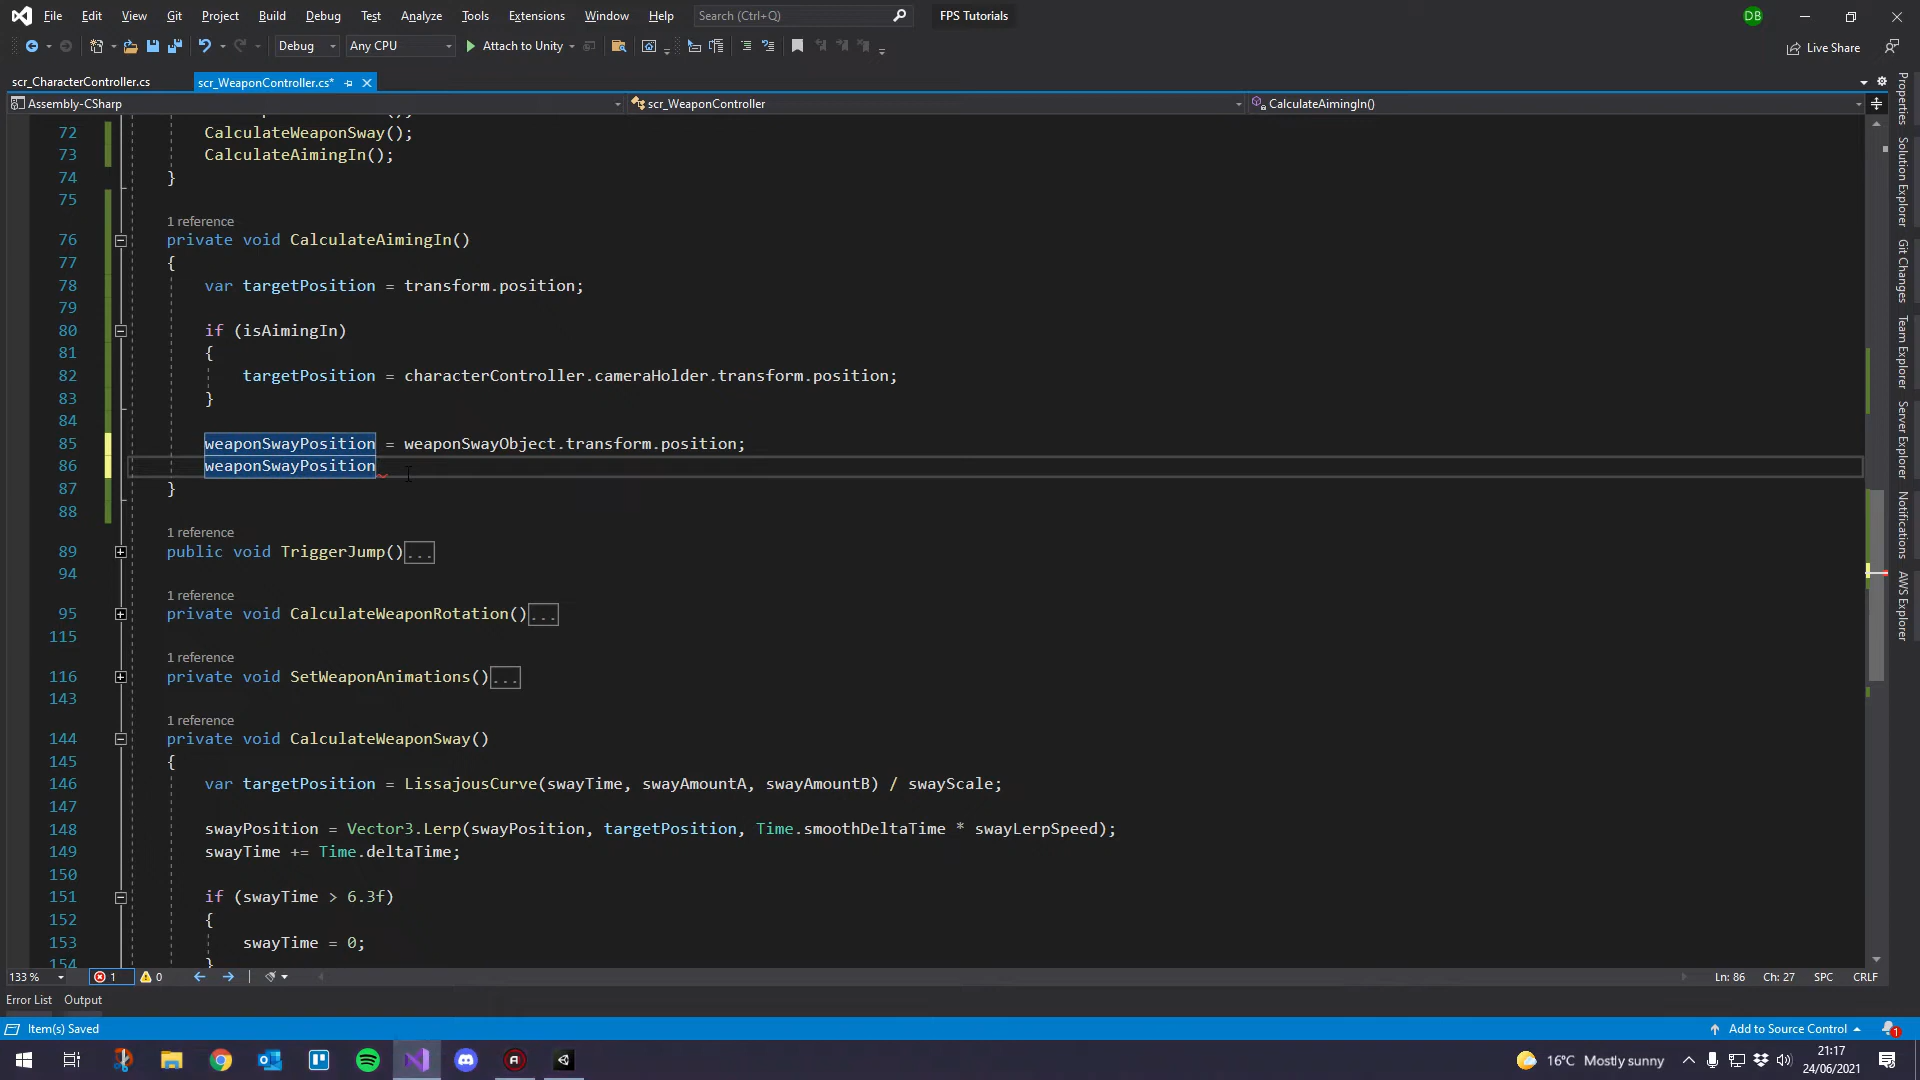 File Edit View Git Project Build Debug Test Analyze Tools Extensions Window Help Search (Ctrl+Q) FPS Tutorials DB
Debug Any CPU Attach to Unity Live Share
scr_CharacterController.cs scr_WeaponController.cs*
Assembly-CSharp scr_WeaponController CalculateAimingIn()
72 CalculateWeaponSway();
73 CalculateAimingIn();
74 }
75
1 reference
76 private void CalculateAimingIn()
77 {
78 var targetPosition = transform.position;
79
80 if (isAimingIn)
81 {
82 targetPosition = characterController.cameraHolder.transform.position;
83 }
84
85 weaponSwayPosition = weaponSwayObject.transform.position;
86 weaponSwayPosition
87 }
88
1 reference
89 public void TriggerJump()...
94
1 reference
95 private void CalculateWeaponRotation()...
115
1 reference
116 private void SetWeaponAnimations()...
143
1 reference
144 private void CalculateWeaponSway()
145 {
146 var targetPosition = LissajousCurve(swayTime, swayAmountA, swayAmountB) / swayScale;
147
148 swayPosition = Vector3.Lerp(swayPosition, targetPosition, Time.smoothDeltaTime * swayLerpSpeed);
149 swayTime += Time.deltaTime;
150
151 if (swayTime > 6.3f)
152 {
153 swayTime = 0;
154 }
133 % 1 0 Ln: 86 Ch: 27 SPC CRLF
Error List Output
Item(s) Saved Add to Source Control 1
16°C Mostly sunny 21:17
24/06/2021
Properties
Solution Explorer
Git Changes
Team Explorer
Server Explorer
Notifications
AWS Explorer